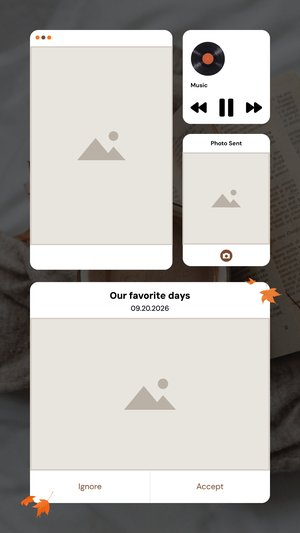 Music
Photo Sent
Our favorite days
09.20.2026
Ignore
Accept